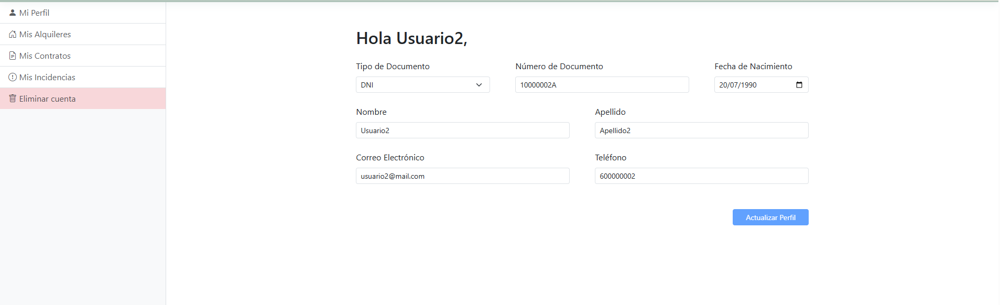 Mi Perfil
Mis Alquileres
Mis Contratos
Mis Incidencias
Eliminar cuenta
Hola Usuario2,
Tipo de Documento
Número de Documento
Fecha de Nacimiento
DNI
10000002A
20/07/1990
Nombre
Apellido
Usuario2
Apellido2
Correo Electrónico
Teléfono
usuario2@mail.com
600000002
Actualizar Perfil